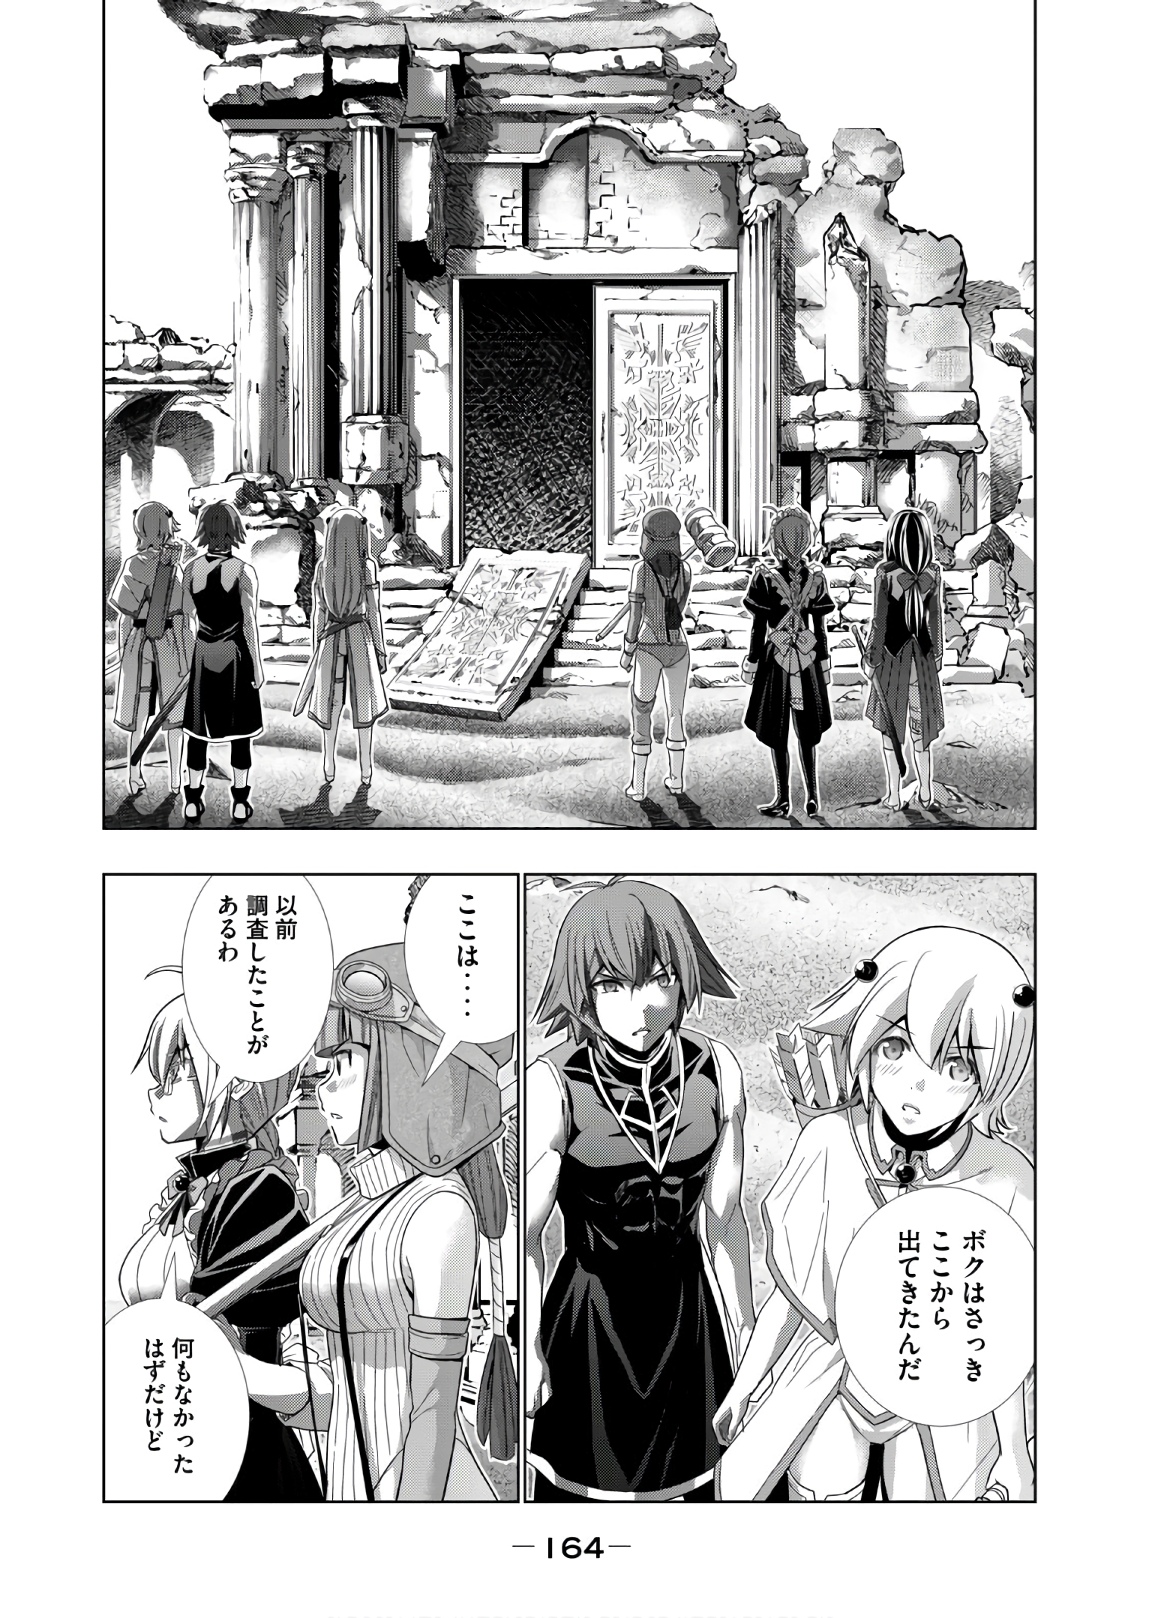 ボクはさっき
ここから
出てきたんだ
ここは‥‥
以前
調査したことが
あるわ
何もなかった
はずだけど
—164—